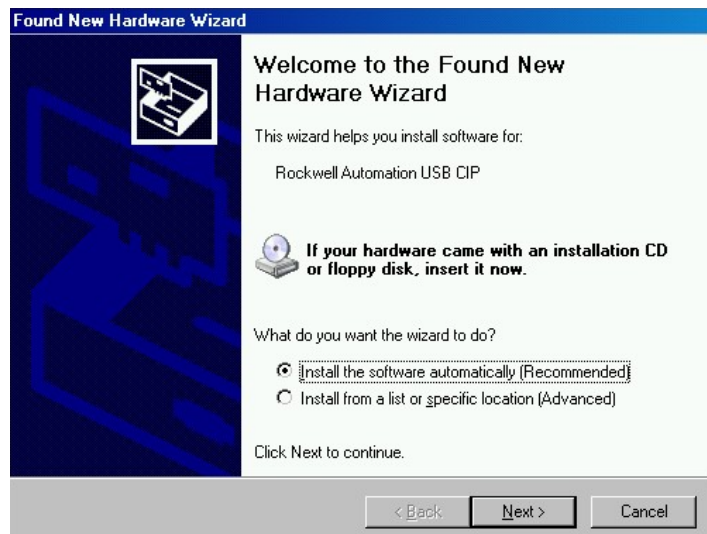 Found New Hardware Wizard
Welcome to the Found New
Hardware Wizard
This wizard helps you install software for:
Rockwell Automation USB CIP
If your hardware came with an installation CD
or floppy disk, insert it now.
What do you want the wizard to do?
Install the software automatically (Recommended)
Install from a list or specific location (Advanced)
Click Next to continue.
< Back
Next >
Cancel